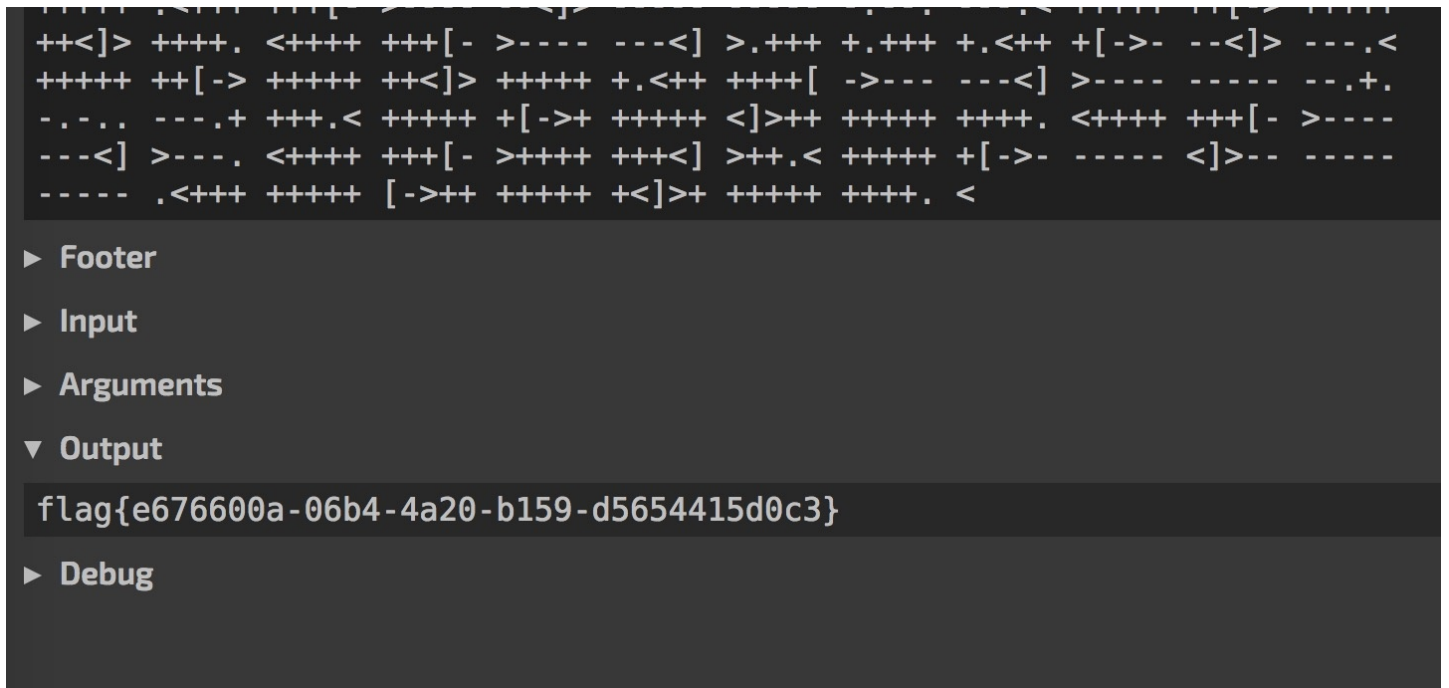 ++<]> ++++. <++++ +++[- >---- ---<] >.+++ +.+++ +.<++ +[->- --<]> ---.<
+++++ ++[-> +++++ ++<]> +++++ +.<++ ++++[ ->--- ---<] >---- ----- --.+.
-.-.. ---.+ +++.< +++++ +[->+ +++++ <]>++ +++++ ++++. <++++ +++[- >----
---<] >---. <++++ +++[- >++++ +++<] >++.< +++++ +[->- ----- <]>-- -----
----- .<+++ +++++ [->++ +++++ +<]>+ +++++ ++++. <
► Footer
► Input
► Arguments
▼ Output
flag{e676600a-06b4-4a20-b159-d5654415d0c3}
► Debug